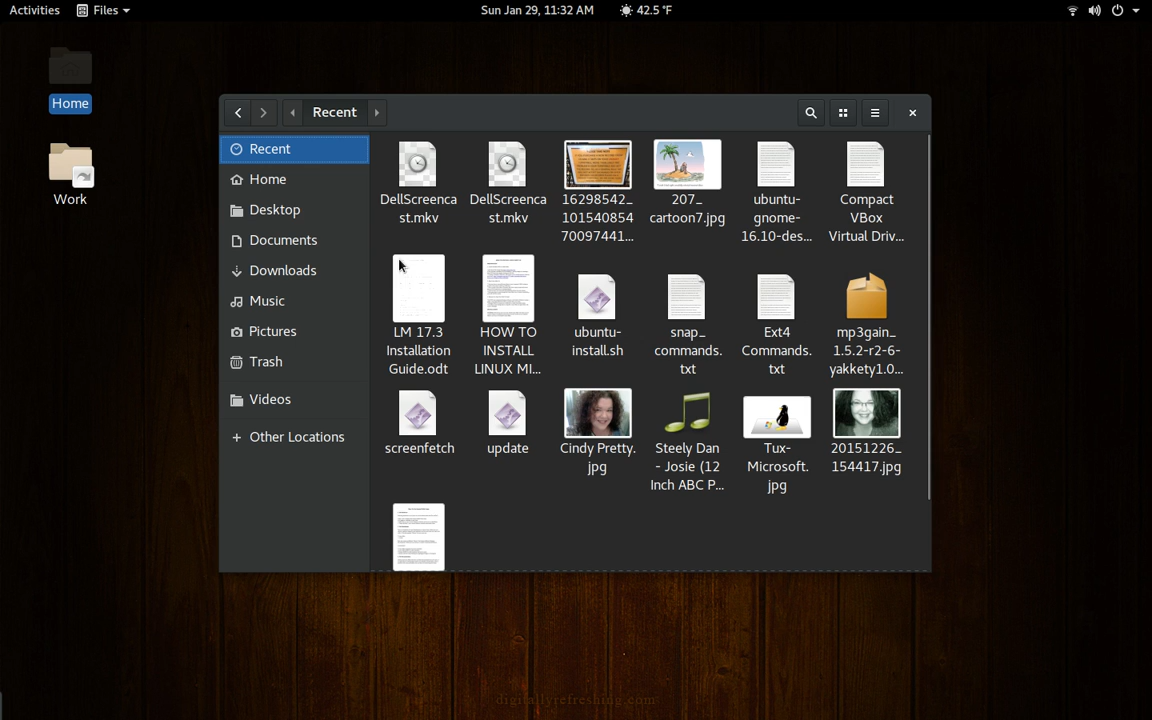 Activities
Files
Sun Jan 29, 11:32 AM
42.5 °F
Home
Work
Recent
Recent
Home
Desktop
Documents
Downloads
Music
Pictures
Trash
Videos
Other Locations
DellScreenca
st.mkv
DellScreenca
st.mkv
16298542_
101540854
70097441...
207_
cartoon7.jpg
ubuntu-
gnome-
16.10-des...
Compact
VBox
Virtual Driv...
LM 17.3
Installation
Guide.odt
HOW TO
INSTALL
LINUX MI...
ubuntu-
install.sh
snap_
commands.
txt
Ext4
Commands.
txt
mp3gain_
1.5.2-r2-6-
yakkety1.0...
screenfetch
update
Cindy Pretty.
jpg
Steely Dan
- Josie (12
Inch ABC P...
Tux-
Microsoft.
jpg
20151226_
154417.jpg
digitallyrefreshing.com